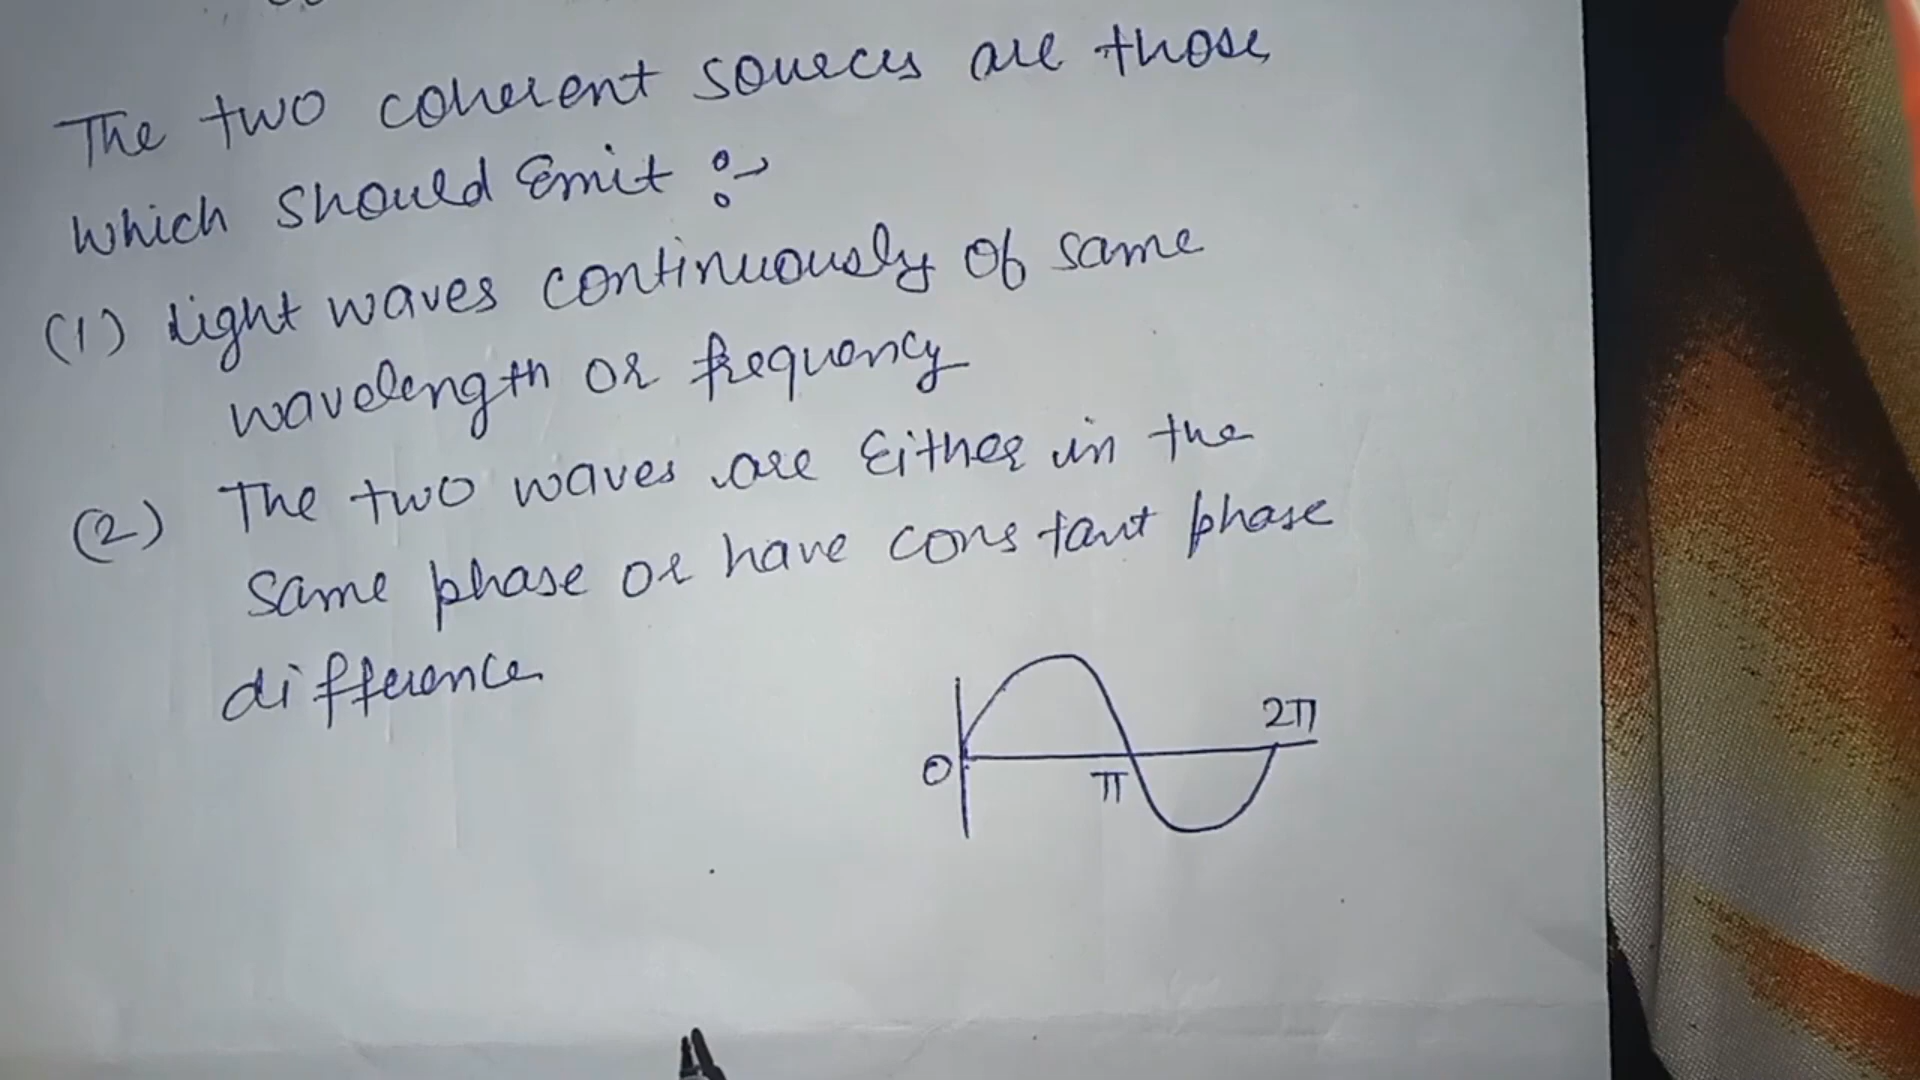 The two coherent sources are those
which should Emit :-
(1) Light waves continuously of same
wavelength or frequency
(2) The two waves are Either in the
same phase or have constant phase
difference
2π
0
π